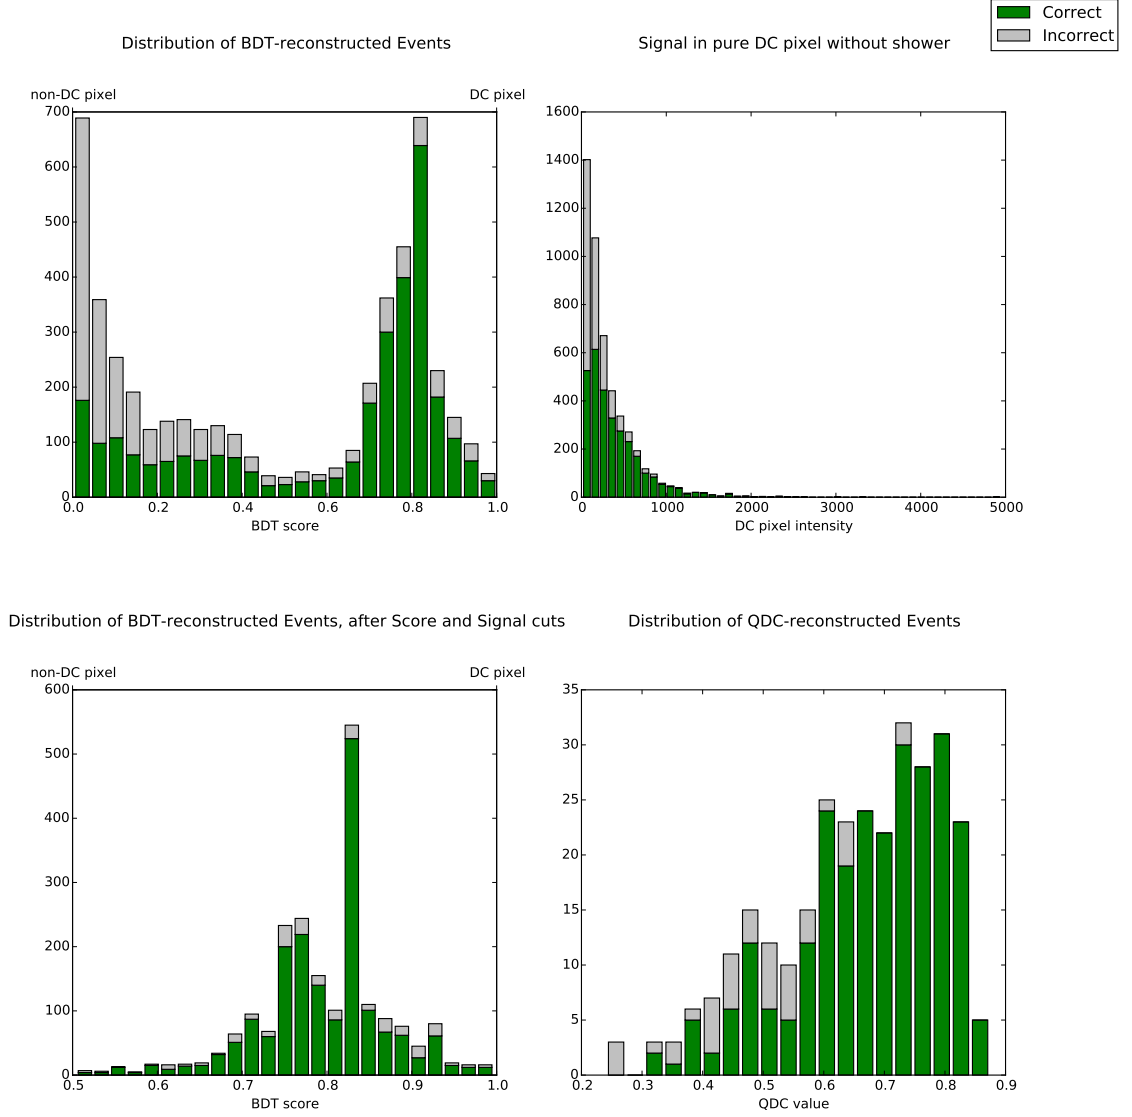 Correct
Incorrect
Distribution of BDT-reconstructed Events
non-DC pixel
DC pixel
700
600
500
400
300
200
100
0
0.0 0.2 0.4 0.6 0.8 1.0
BDT score
Signal in pure DC pixel without shower
1600
1400
1200
1000
800
600
400
200
0
0 1000 2000 3000 4000 5000
DC pixel intensity
Distribution of BDT-reconstructed Events, after Score and Signal cuts
non-DC pixel
DC pixel
600
500
400
300
200
100
0
0.5 0.6 0.7 0.8 0.9 1.0
BDT score
Distribution of QDC-reconstructed Events
35
30
25
20
15
10
5
0
0.2 0.3 0.4 0.5 0.6 0.7 0.8 0.9
QDC value